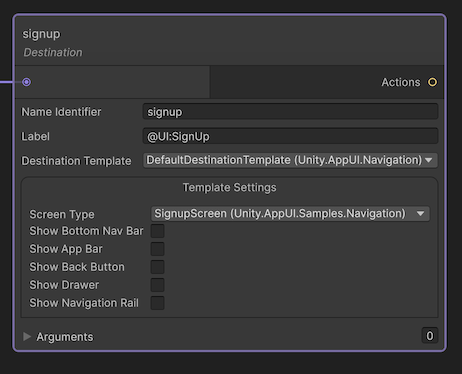 signup
Destination
Actions
Name Identifier signup
Label @UI:SignUp
Destination Template DefaultDestinationTemplate (Unity.AppUI.Navigation)
Template Settings
Screen Type SignupScreen (Unity.AppUI.Samples.Navigation)
Show Bottom Nav Bar
Show App Bar
Show Back Button
Show Drawer
Show Navigation Rail
Arguments 0